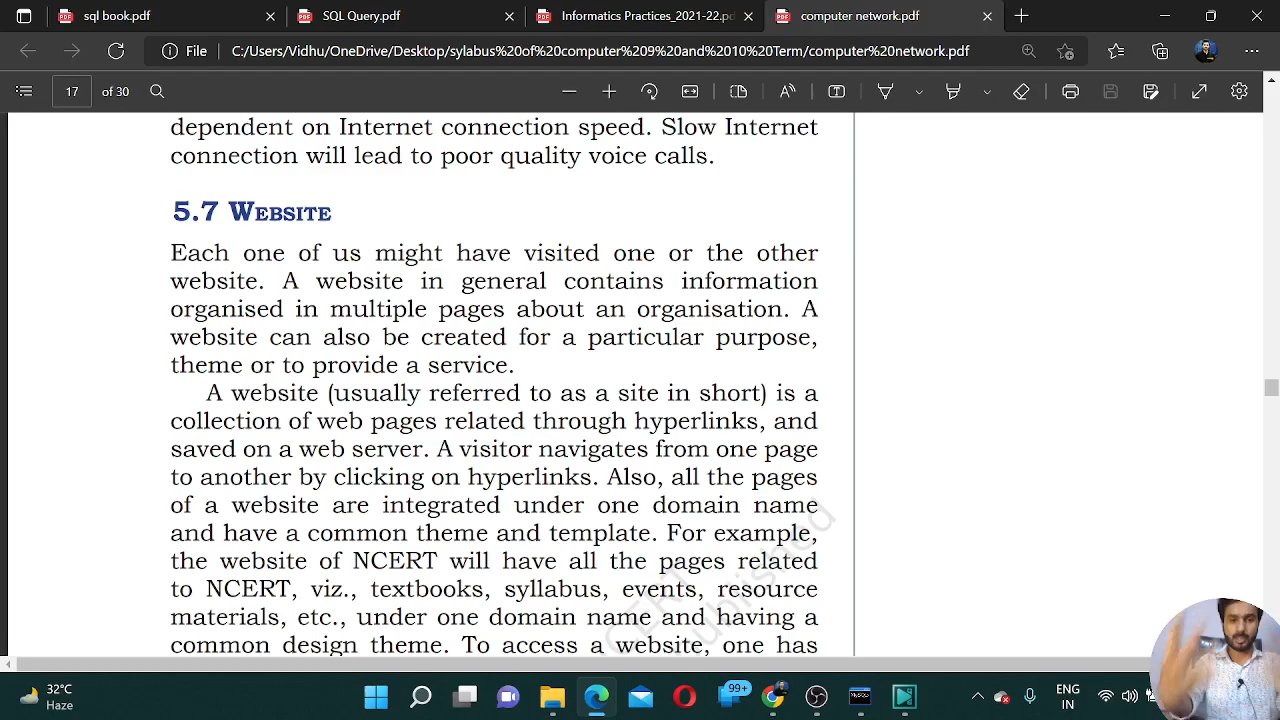 sql book.pdf
SQL Query.pdf
Informatics Practices_2021-22.pd
computer network.pdf
File
C:/Users/Vidhu/OneDrive/Desktop/sylabus%20of%20computer%209%20and%2010%20Term/computer%20network.pdf
17 of 30
dependent on Internet connection speed. Slow Internet
connection will lead to poor quality voice calls.
5.7 WEBSITE
Each one of us might have visited one or the other
website. A website in general contains information
organised in multiple pages about an organisation. A
website can also be created for a particular purpose,
theme or to provide a service.
A website (usually referred to as a site in short) is a
collection of web pages related through hyperlinks, and
saved on a web server. A visitor navigates from one page
to another by clicking on hyperlinks. Also, all the pages
of a website are integrated under one domain name
and have a common theme and template. For example,
the website of NCERT will have all the pages related
to NCERT, viz., textbooks, syllabus, events, resource
materials, etc., under one domain name and having a
common design theme. To access a website, one has
32°C
Haze
99+
ENG
IN